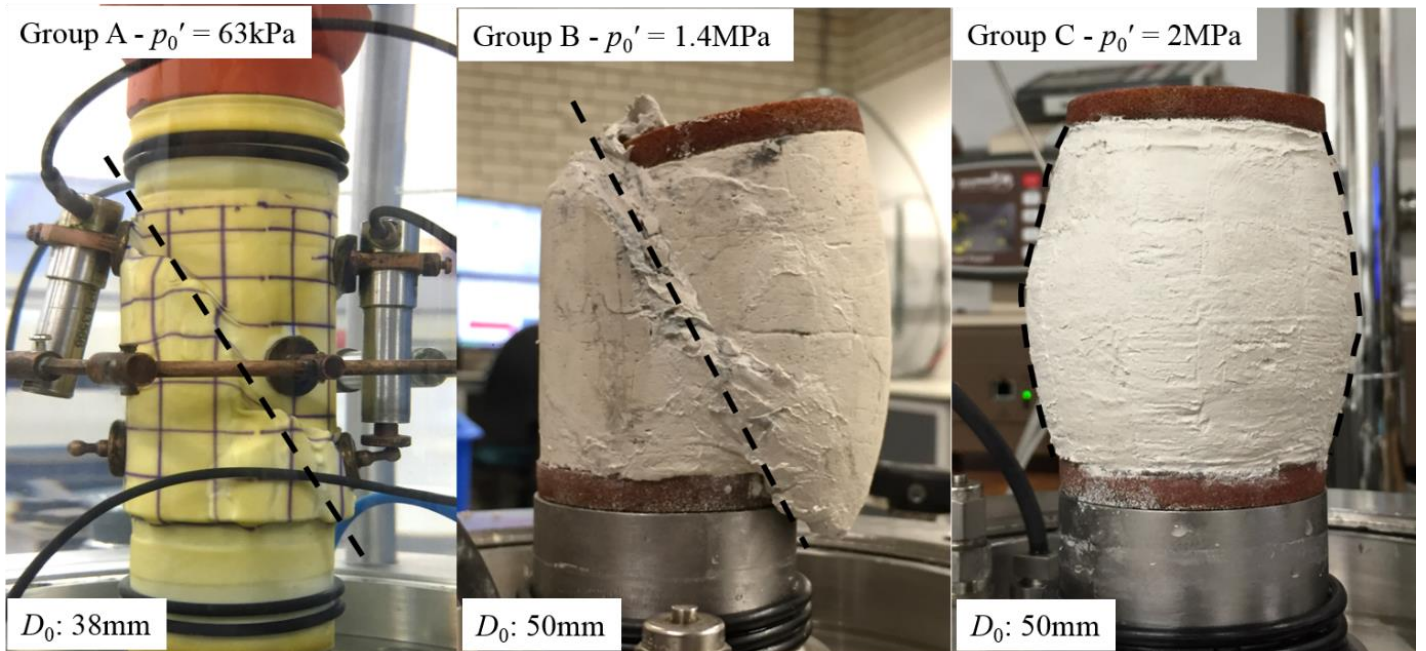 Group A - p₀′ = 63kPa
Group B - p₀′ = 1.4MPa
Group C - p₀′ = 2MPa
D₀: 38mm
D₀: 50mm
D₀: 50mm